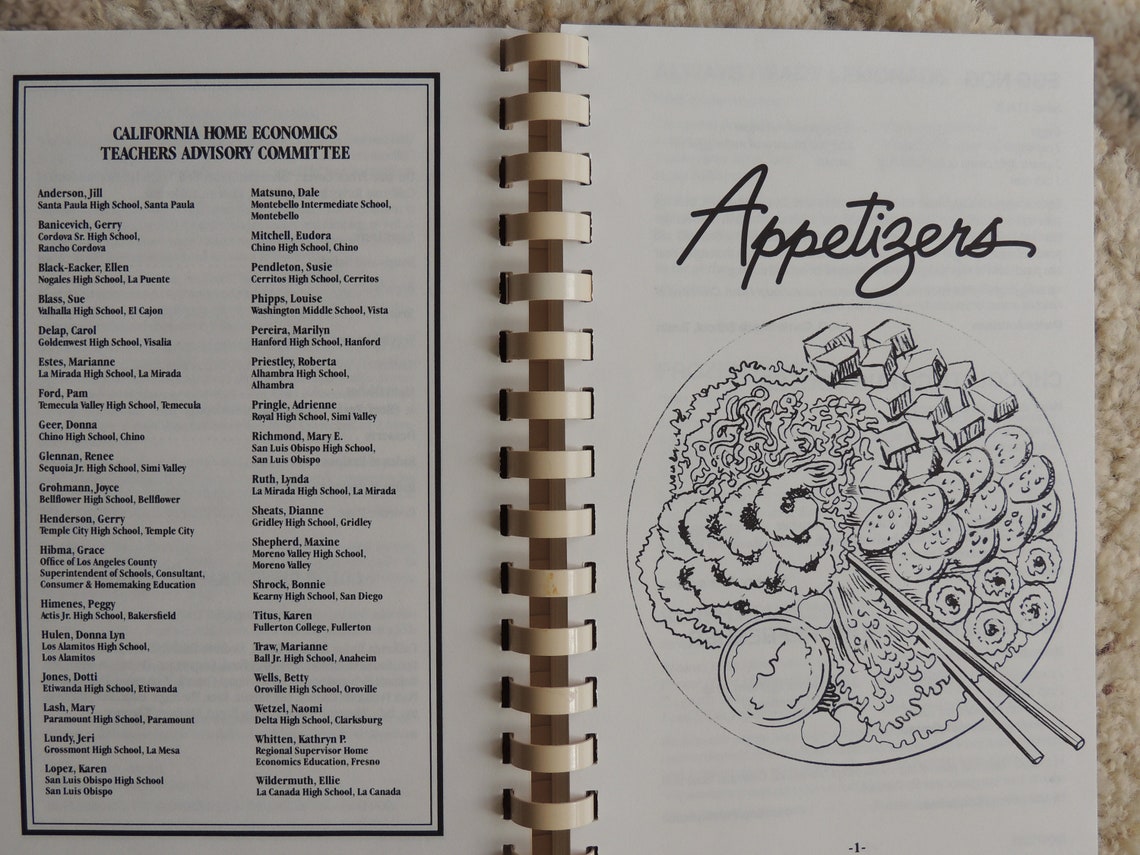 CALIFORNIA HOME ECONOMICS
TEACHERS ADVISORY COMMITTEE
Anderson, Jill
Santa Paula High School, Santa Paula
Banicevich, Gerry
Cordova Sr. High School,
Rancho Cordova
Black-Eacker, Ellen
Nogales High School, La Puente
Blass, Sue
Valhalla High School, El Cajon
Delap, Carol
Goldenwest High School, Visalia
Estes, Marianne
La Mirada High School, La Mirada
Ford, Pam
Temecula Valley High School, Temecula
Geer, Donna
Chino High School, Chino
Glennan, Renee
Sequoia Jr. High School, Simi Valley
Grohmann, Joyce
Bellflower High School, Bellflower
Henderson, Gerry
Temple City High School, Temple City
Hibma, Grace
Office of Los Angeles County
Superintendent of Schools, Consultant,
Consumer & Homemaking Education
Himenes, Peggy
Actis Jr. High School, Bakersfield
Hulen, Donna Lyn
Los Alamitos High School,
Los Alamitos
Jones, Dotti
Etiwanda High School, Etiwanda
Lash, Mary
Paramount High School, Paramount
Lundy, Jeri
Grossmont High School, La Mesa
Lopez, Karen
San Luis Obispo High School
San Luis Obispo
Matsuno, Dale
Montebello Intermediate School,
Montebello
Mitchell, Eudora
Chino High School, Chino
Pendleton, Susie
Cerritos High School, Cerritos
Phipps, Louise
Washington Middle School, Vista
Pereira, Marilyn
Hanford High School, Hanford
Priestley, Roberta
Alhambra High School,
Alhambra
Pringle, Adrienne
Royal High School, Simi Valley
Richmond, Mary E.
San Luis Obispo High School,
San Luis Obispo
Ruth, Lynda
La Mirada High School, La Mirada
Sheats, Dianne
Gridley High School, Gridley
Shepherd, Maxine
Moreno Valley High School,
Moreno Valley
Shrock, Bonnie
Kearny High School, San Diego
Titus, Karen
Fullerton College, Fullerton
Traw, Marianne
Ball Jr. High School, Anaheim
Wells, Betty
Oroville High School, Oroville
Wetzel, Naomi
Delta High School, Clarksburg
Whitten, Kathryn P.
Regional Supervisor Home
Economics Education, Fresno
Wildermuth, Ellie
La Canada High School, La Canada
Appetizers
-1-